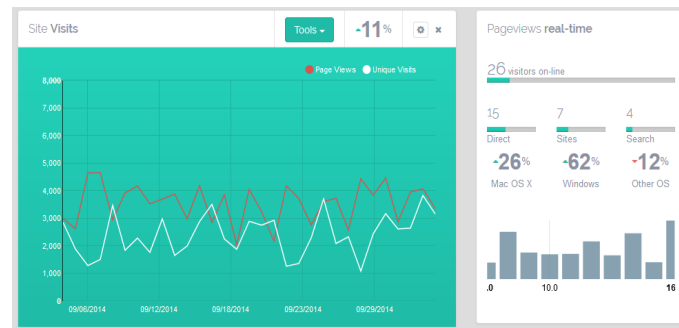 Site Visits
Tools
11%
Page Views
Unique Visits
8,000
7,000
6,000
5,000
4,000
3,000
2,000
1,000
0
09/06/2014
09/12/2014
09/18/2014
09/23/2014
09/29/2014
Pageviews real-time
26 visitors on-line
15
7
4
Direct
Sites
Search
26%
62%
12%
Mac OS X
Windows
Other OS
.0
10.0
16